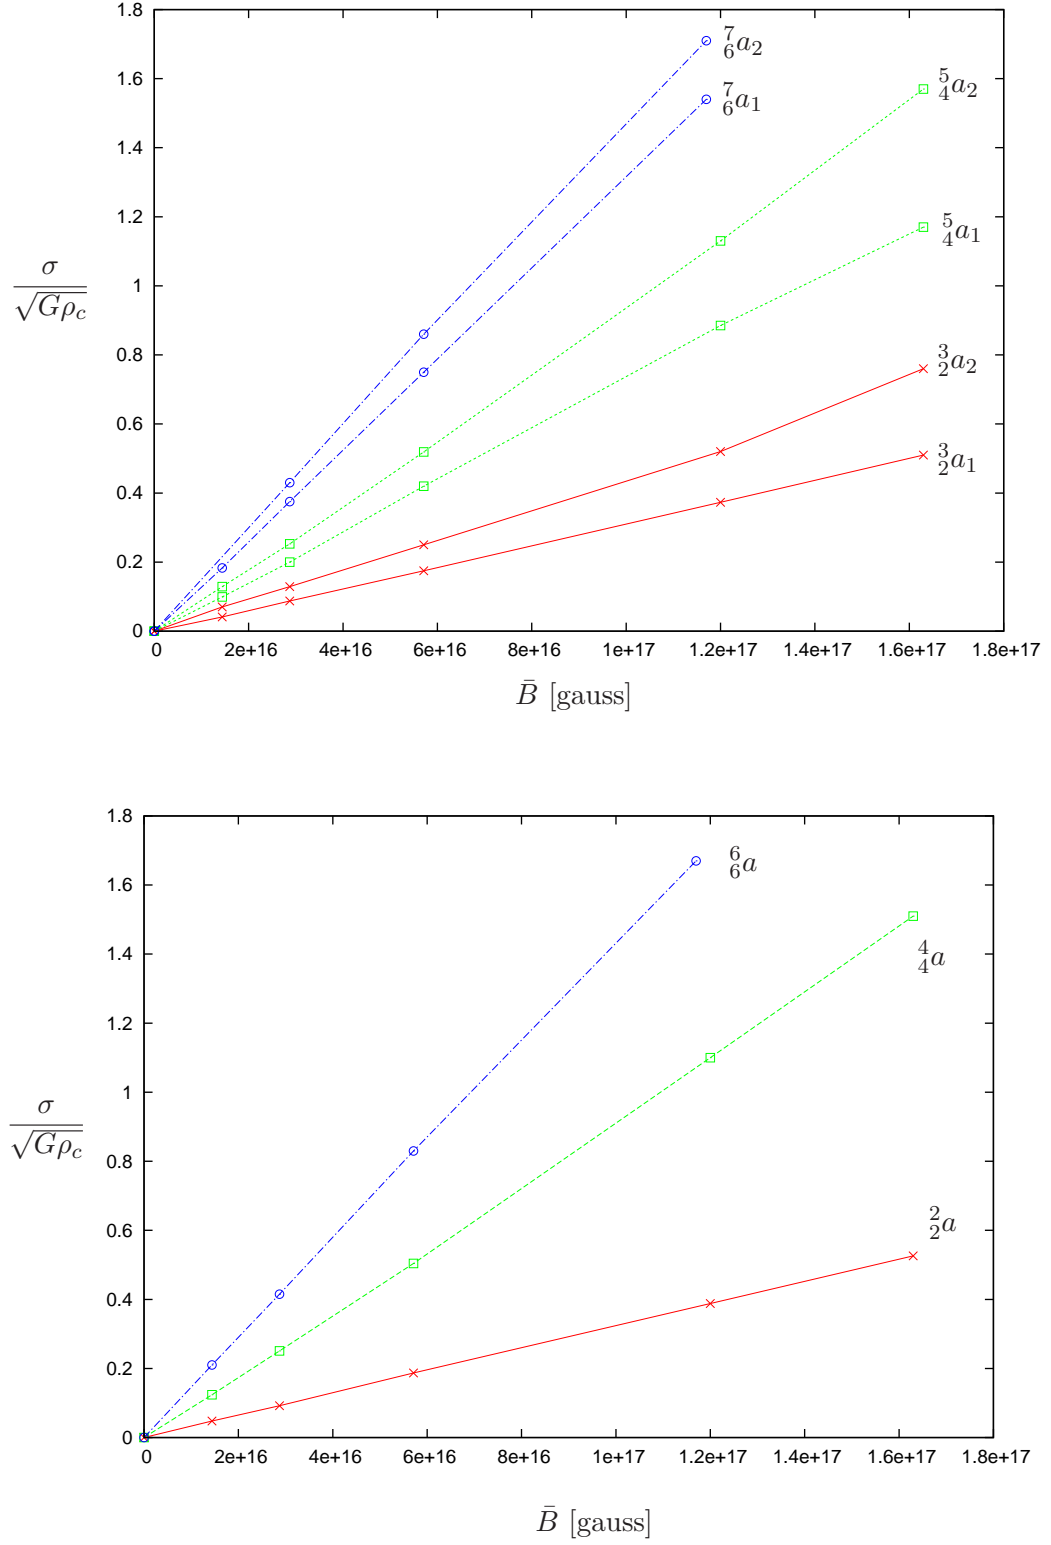 1.8
⁷₆a₂
1.6
⁷₆a₁
⁵₄a₂
1.4
1.2
⁵₄a₁
σ
1
√Gρ_c
0.8
³₂a₂
0.6
³₂a₁
0.4
0.2
0
0 2e+16 4e+16 6e+16 8e+16 1e+17 1.2e+17 1.4e+17 1.6e+17 1.8e+17
B̄ [gauss]
1.8
⁶₆a
1.6
1.4
⁴₄a
1.2
σ
1
√Gρ_c
0.8
0.6
²₂a
0.4
0.2
0
0 2e+16 4e+16 6e+16 8e+16 1e+17 1.2e+17 1.4e+17 1.6e+17 1.8e+17
B̄ [gauss]